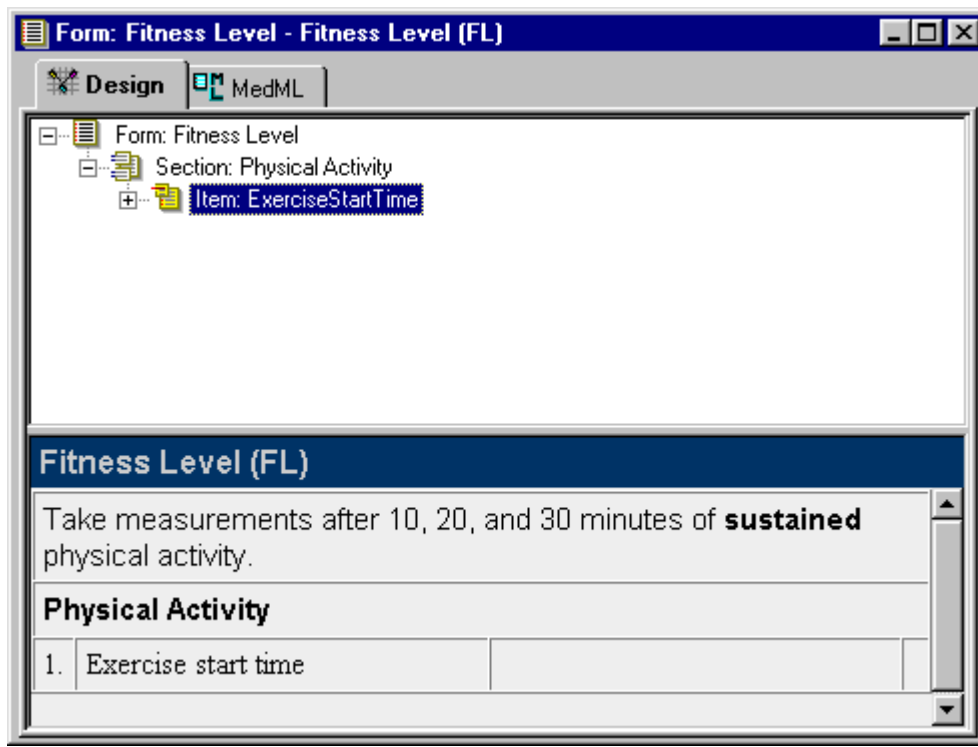 Form: Fitness Level - Fitness Level (FL)
Design MedML
Form: Fitness Level
Section: Physical Activity
Item: ExerciseStartTime
Fitness Level (FL)
Take measurements after 10, 20, and 30 minutes of sustained
physical activity.
Physical Activity
1. Exercise start time